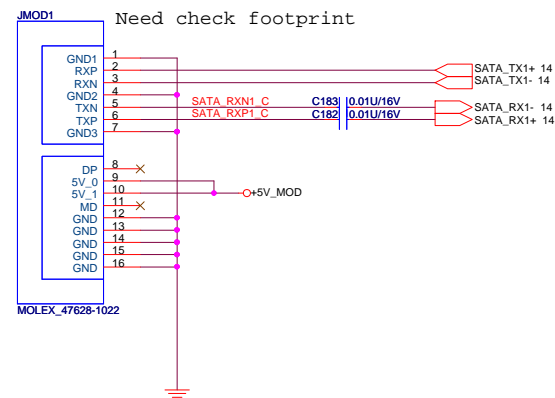 JMOD1
Need check footprint
GND1 1
RXP 2 SATA_TX1+ 14
RXN 3 SATA_TX1- 14
GND2 4
TXN 5 SATA_RXN1_C C183 0.01U/16V SATA_RX1- 14
TXP 6 SATA_RXP1_C C182 0.01U/16V SATA_RX1+ 14
GND3 7
DP 8
5V_0 9
5V_1 10 +5V_MOD
MD 11
GND 12
GND 13
GND 14
GND 15
GND 16
MOLEX_47628-1022